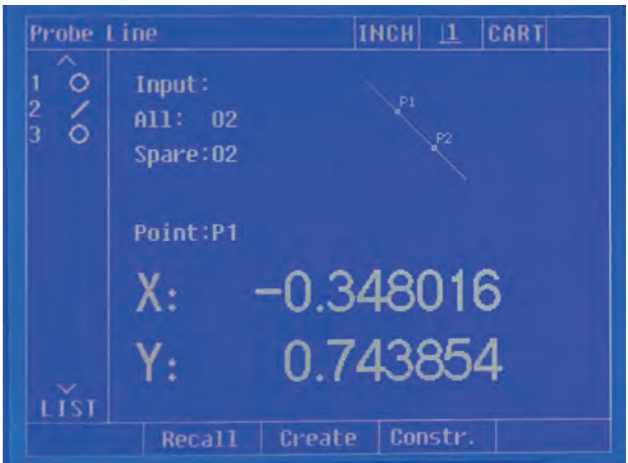 Probe Line INCH 1 CART
1
2
3
Input:
All: 02
Spare:02
P1
P2
Point:P1
X: -0.348016
Y: 0.743854
LIST
Recall Create Constr.